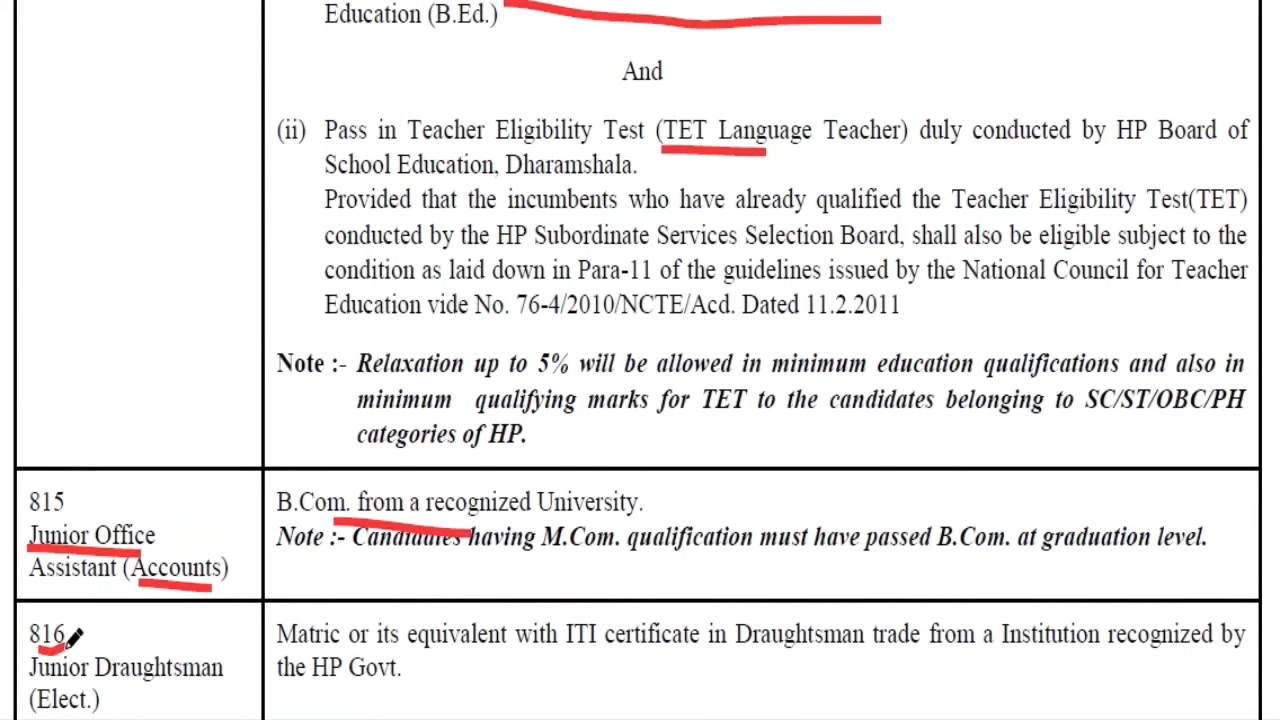 Education (B.Ed.)
And
(ii) Pass in Teacher Eligibility Test (TET Language Teacher) duly conducted by HP Board of
School Education, Dharamshala.
Provided that the incumbents who have already qualified the Teacher Eligibility Test(TET)
conducted by the HP Subordinate Services Selection Board, shall also be eligible subject to the
condition as laid down in Para-11 of the guidelines issued by the National Council for Teacher
Education vide No. 76-4/2010/NCTE/Acd. Dated 11.2.2011
Note :- Relaxation up to 5% will be allowed in minimum education qualifications and also in
minimum qualifying marks for TET to the candidates belonging to SC/ST/OBC/PH
categories of HP.
815
Junior Office
Assistant (Accounts)
B.Com. from a recognized University.
Note :- Candidates having M.Com. qualification must have passed B.Com. at graduation level.
816
Junior Draughtsman
(Elect.)
Matric or its equivalent with ITI certificate in Draughtsman trade from a Institution recognized by
the HP Govt.